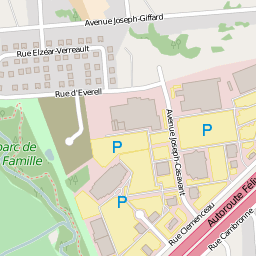 Avenue Joseph-Giffard
Rue Elzéar-Verreault
Rue d'Everell
Avenue Joseph-Casavant
P
parc de
Famille
P
P
Rue Clemenceau
Autoroute Féli
Rue Cambronne